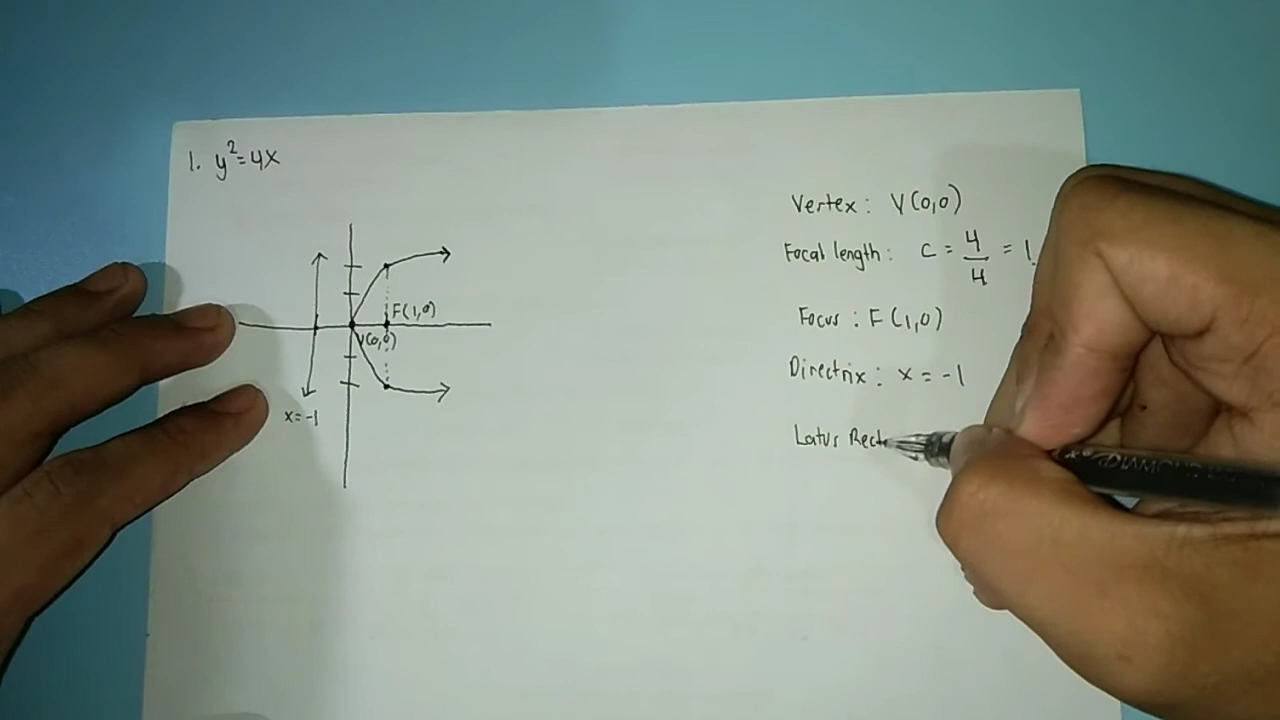 1. y²=4x
F(1,0)
V(0,0)
x=-1
Vertex: V(0,0)
Focal length: c = 4/4 = 1
Focus: F(1,0)
Directrix: x = -1
Latus Rect